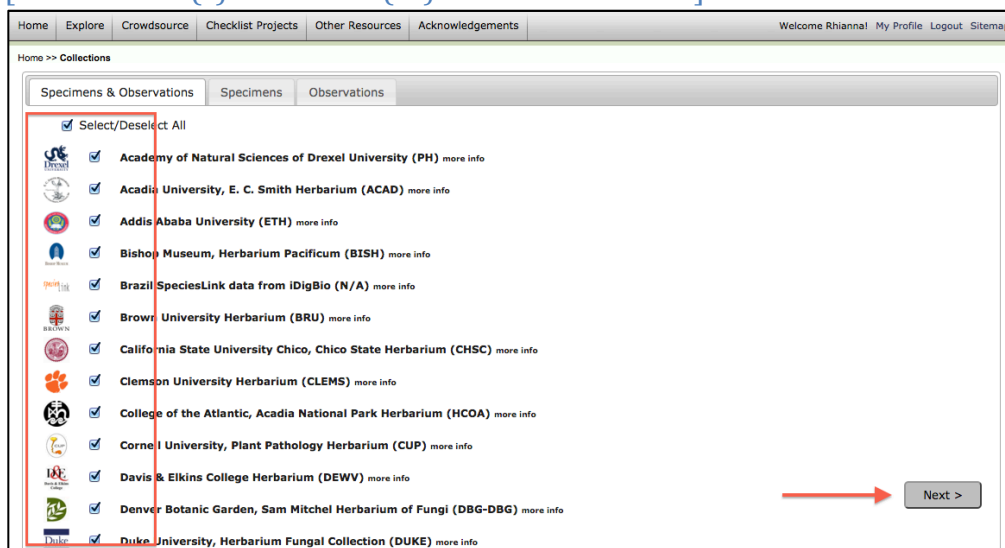 Home Explore Crowdsource Checklist Projects Other Resources Acknowledgements Welcome Rhianna! My Profile Logout Sitemap
Home >> Collections
Specimens & Observations Specimens Observations
Select/Deselect All
Drexel Academy of Natural Sciences of Drexel University (PH) more info
Acadia University, E. C. Smith Herbarium (ACAD) more info
Addis Ababa University (ETH) more info
Bishop Museum, Herbarium Pacificum (BISH) more info
Brazil SpeciesLink data from iDigBio (N/A) more info
BROWN Brown University Herbarium (BRU) more info
California State University Chico, Chico State Herbarium (CHSC) more info
Clemson University Herbarium (CLEMS) more info
College of the Atlantic, Acadia National Park Herbarium (HCOA) more info
CUP Cornell University, Plant Pathology Herbarium (CUP) more info
Davis & Elkins College Herbarium (DEWV) more info
Next >
Denver Botanic Garden, Sam Mitchel Herbarium of Fungi (DBG-DBG) more info
Duke Duke University, Herbarium Fungal Collection (DUKE) more info